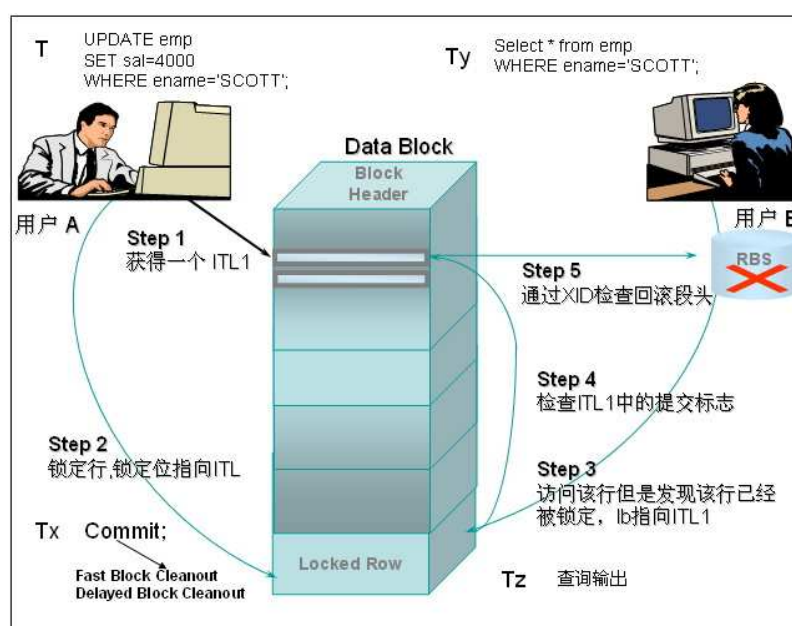 T
UPDATE emp
SET sal=4000
WHERE ename='SCOTT';
Ty
Select * from emp
WHERE ename='SCOTT';
Data Block
Block
Header
用户 A
用户 B
Step 1
获得一个 ITL1
RBS
Step 5
通过XID检查回滚段头
Step 4
检查ITL1中的提交标志
Step 2
锁定行,锁定位指向ITL
Step 3
访问该行但是发现该行已经
被锁定，lb指向ITL1
Tx
Commit;
Fast Block Cleanout
Delayed Block Cleanout
Locked Row
Tz
查询输出